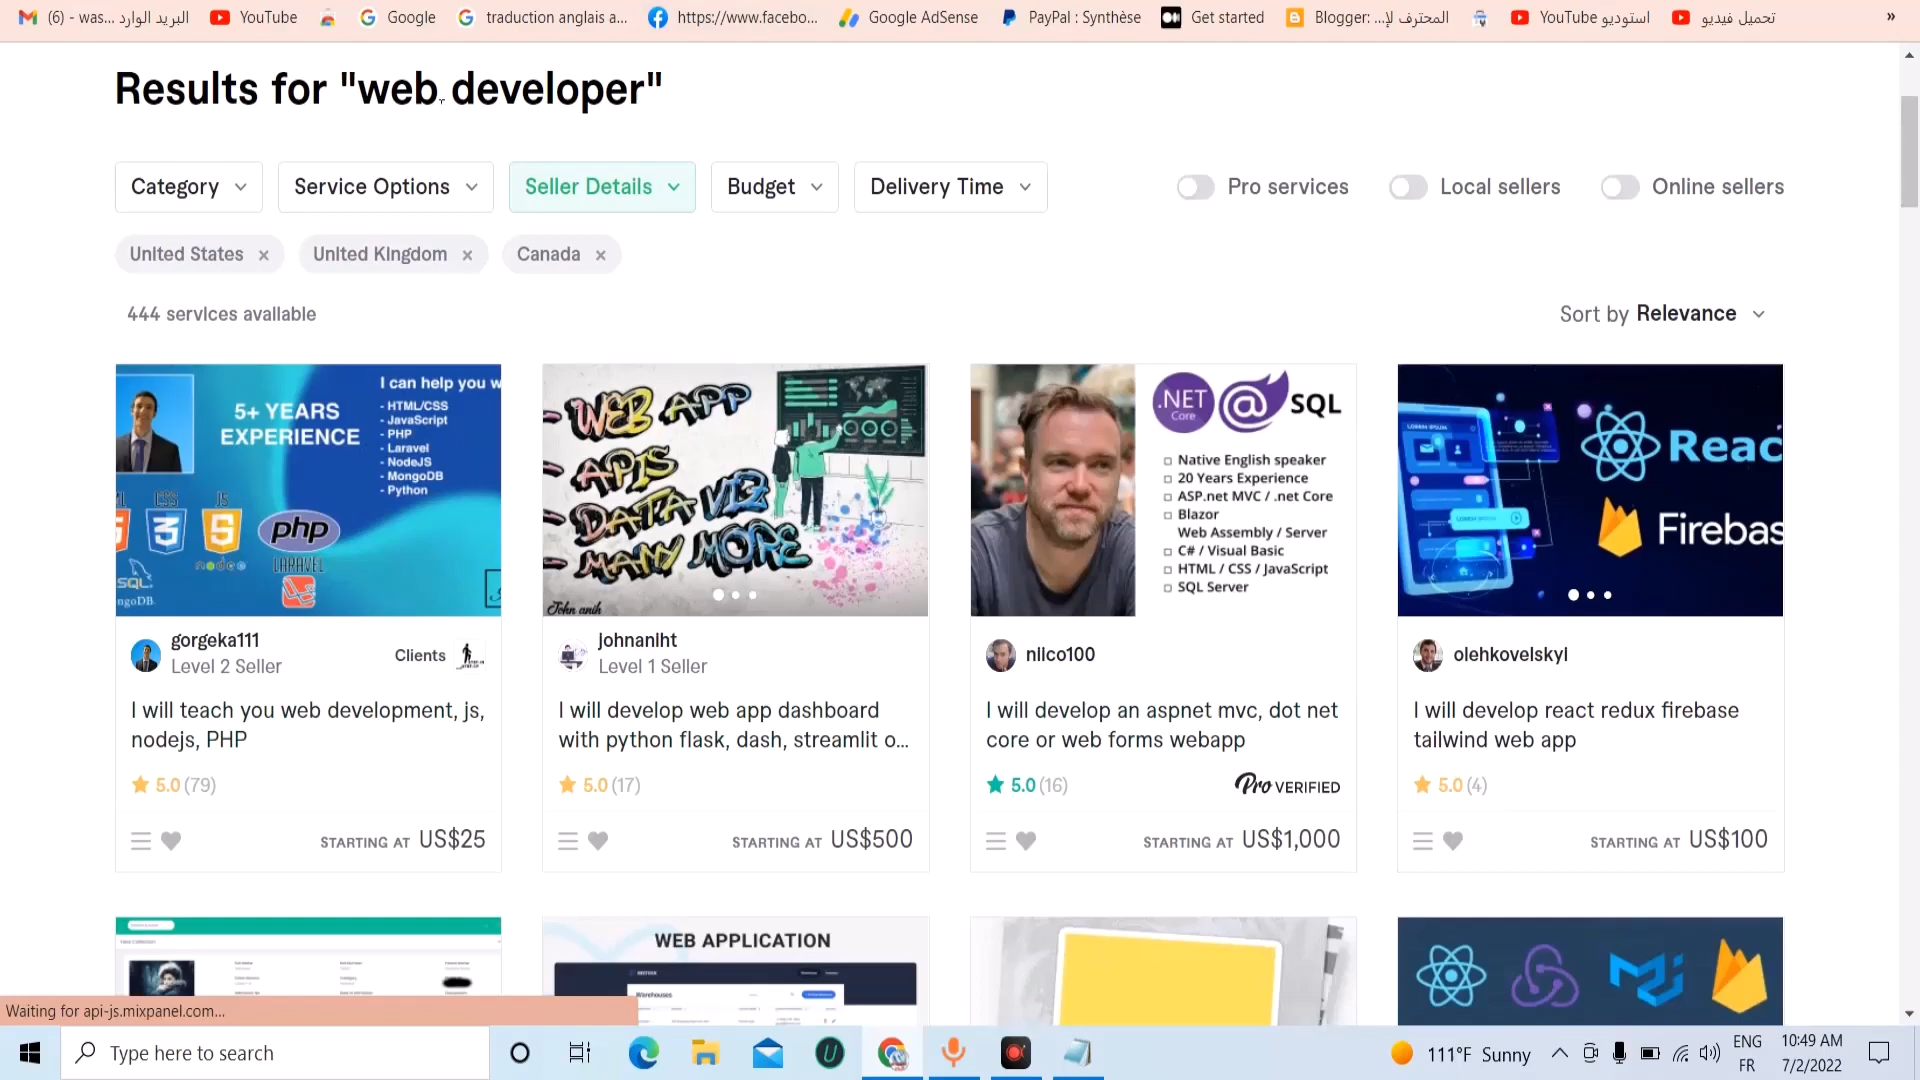 (6) - was... البريد الوارد
YouTube
Google
traduction anglais a...
https://www.facebo...
Google AdSense
PayPal : Synthèse
Get started
Blogger: ...المحترف لإ
استوديو YouTube
تحميل فيديو
»
Results for "web developer"
Category
Service Options
Seller Details
Budget
Delivery Time
Pro services
Local sellers
Online sellers
United States ×
United Kingdom ×
Canada ×
444 services available
Sort by Relevance
I can help you w
5+ YEARS
EXPERIENCE
- HTML/CSS
- JavaScript
- PHP
- Laravel
- NodeJS
- MongoDB
- Python
CSS
JS
php
LARAVEL
- WEB APP
- APIS
- DATA VIZ
- MANY MORE
John anih
.NET
Core
SQL
Native English speaker
20 Years Experience
ASP.net MVC / .net Core
Blazor
Web Assembly / Server
C# / Visual Basic
HTML / CSS / JavaScript
SQL Server
LOREM IPSUM
Reac
Firebas
gorgeka111
Level 2 Seller
Clients
I will teach you web development, js,
nodejs, PHP
5.0 (79)
STARTING AT US$25
johnaniht
Level 1 Seller
I will develop web app dashboard
with python flask, dash, streamlit o...
5.0 (17)
STARTING AT US$500
niico100
I will develop an aspnet mvc, dot net
core or web forms webapp
5.0 (16)
Pro VERIFIED
STARTING AT US$1,000
olehkovelskyi
I will develop react redux firebase
tailwind web app
5.0 (4)
STARTING AT US$100
WEB APPLICATION
Warehouses
Waiting for api-js.mixpanel.com...
Type here to search
111°F Sunny
ENG
FR
10:49 AM
7/2/2022